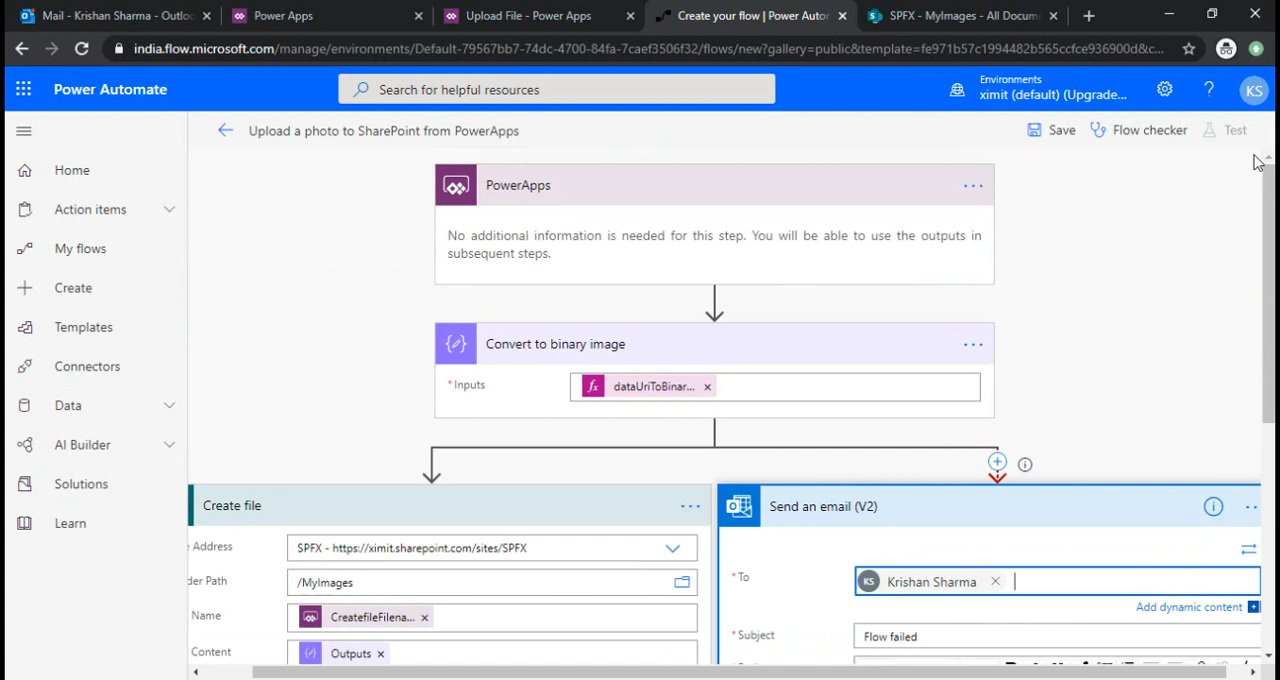 Mail - Krishan Sharma - Outloo
Power Apps
Upload File - Power Apps
Create your flow | Power Auto
SPFX - MyImages - All Docum
india.flow.microsoft.com/manage/environments/Default-79567bb7-74dc-4700-84fa-7caef3506f32/flows/new?gallery=public&template=fe971b57c1994482b565ccfce936900d&c...
Power Automate
Search for helpful resources
Environments
ximit (default) (Upgrade...
KS
Upload a photo to SharePoint from PowerApps
Save
Flow checker
Test
Home
Action items
My flows
Create
Templates
Connectors
Data
AI Builder
Solutions
Learn
PowerApps
No additional information is needed for this step. You will be able to use the outputs in
subsequent steps.
Convert to binary image
* Inputs
fx dataUriToBinar...
Create file
Address
SPFX - https://ximit.sharepoint.com/sites/SPFX
der Path
/MyImages
Name
CreatefileFilena...
Content
Outputs
Send an email (V2)
* To
KS Krishan Sharma
Add dynamic content
* Subject
Flow failed